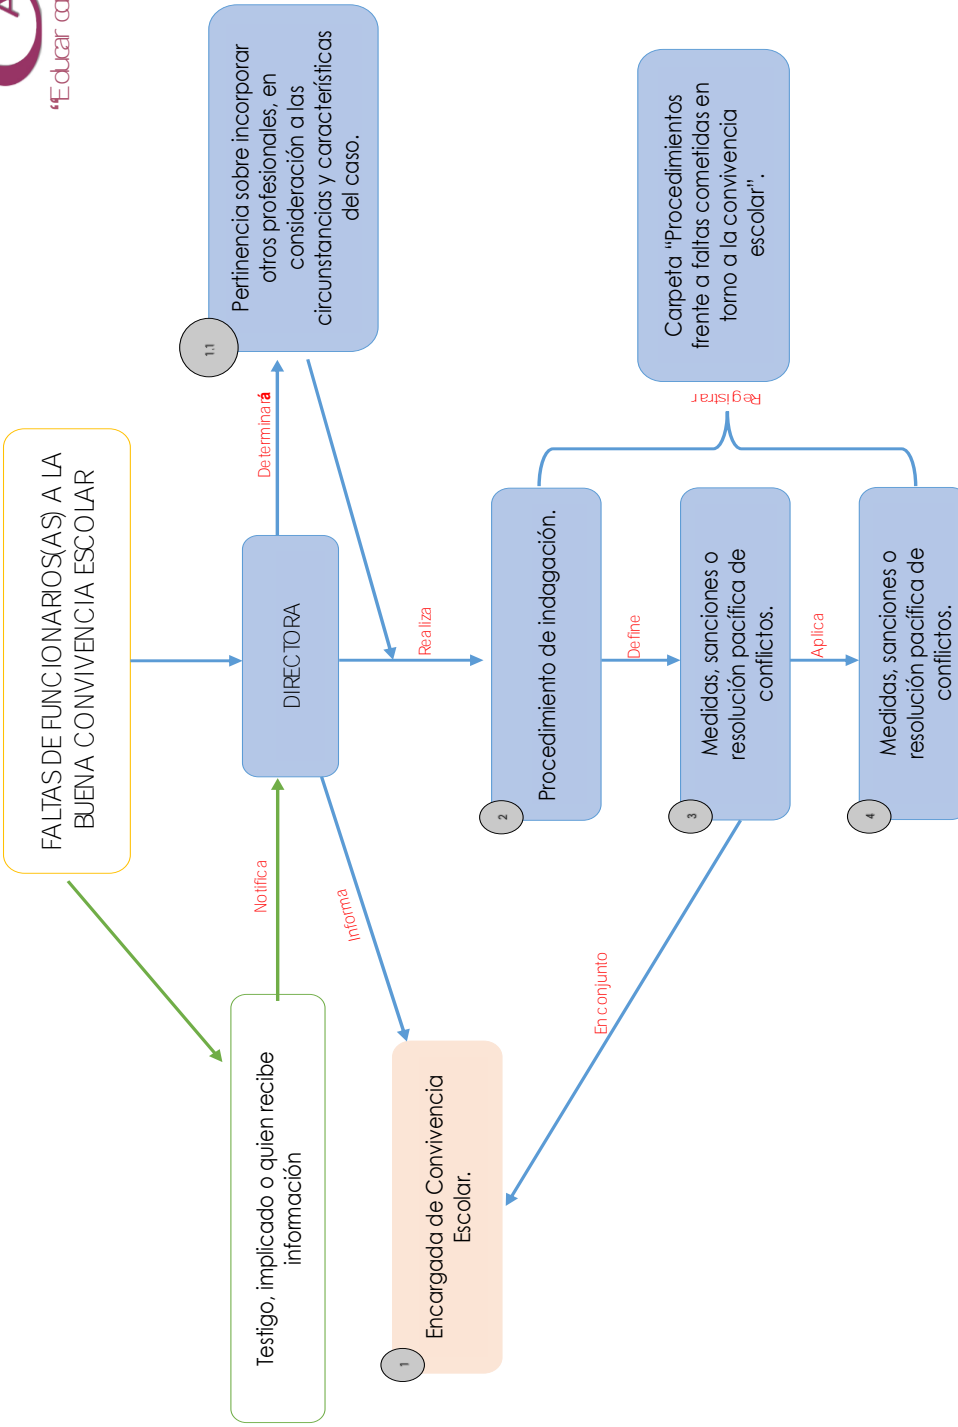 “Educar co
FALTAS DE FUNCIONARIOS(AS) A LA
BUENA CONVIVENCIA ESCOLAR
Testigo, implicado o quien recibe
información
Notifica
DIRECTORA
Determinará
1.1
Pertinencia sobre incorporar
otros profesionales, en
consideración a las
circunstancias y características
del caso.
Informa
1
Encargada de Convivencia
Escolar.
Realiza
2
Procedimiento de indagación.
Define
3
Medidas, sanciones o
resolución pacífica de
conflictos.
En conjunto
Aplica
4
Medidas, sanciones o
resolución pacífica de
conflictos.
Registrar
Carpeta “Procedimientos
frente a faltas cometidas en
torno a la convivencia
escolar”.